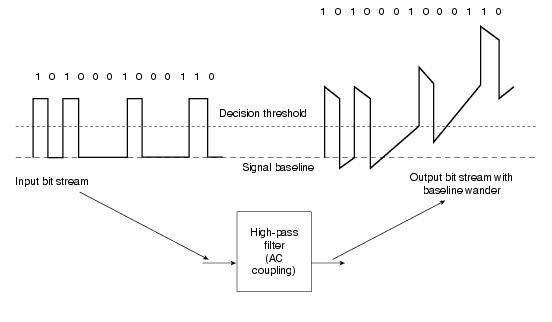 1 0 1 0 0 0 1 0 0 0 1 1 0
1 0 1 0 0 0 1 0 0 0 1 1 0
Decision threshold
Signal baseline
Input bit stream
Output bit stream with
baseline wander
High-pass
filter
(AC
coupling)